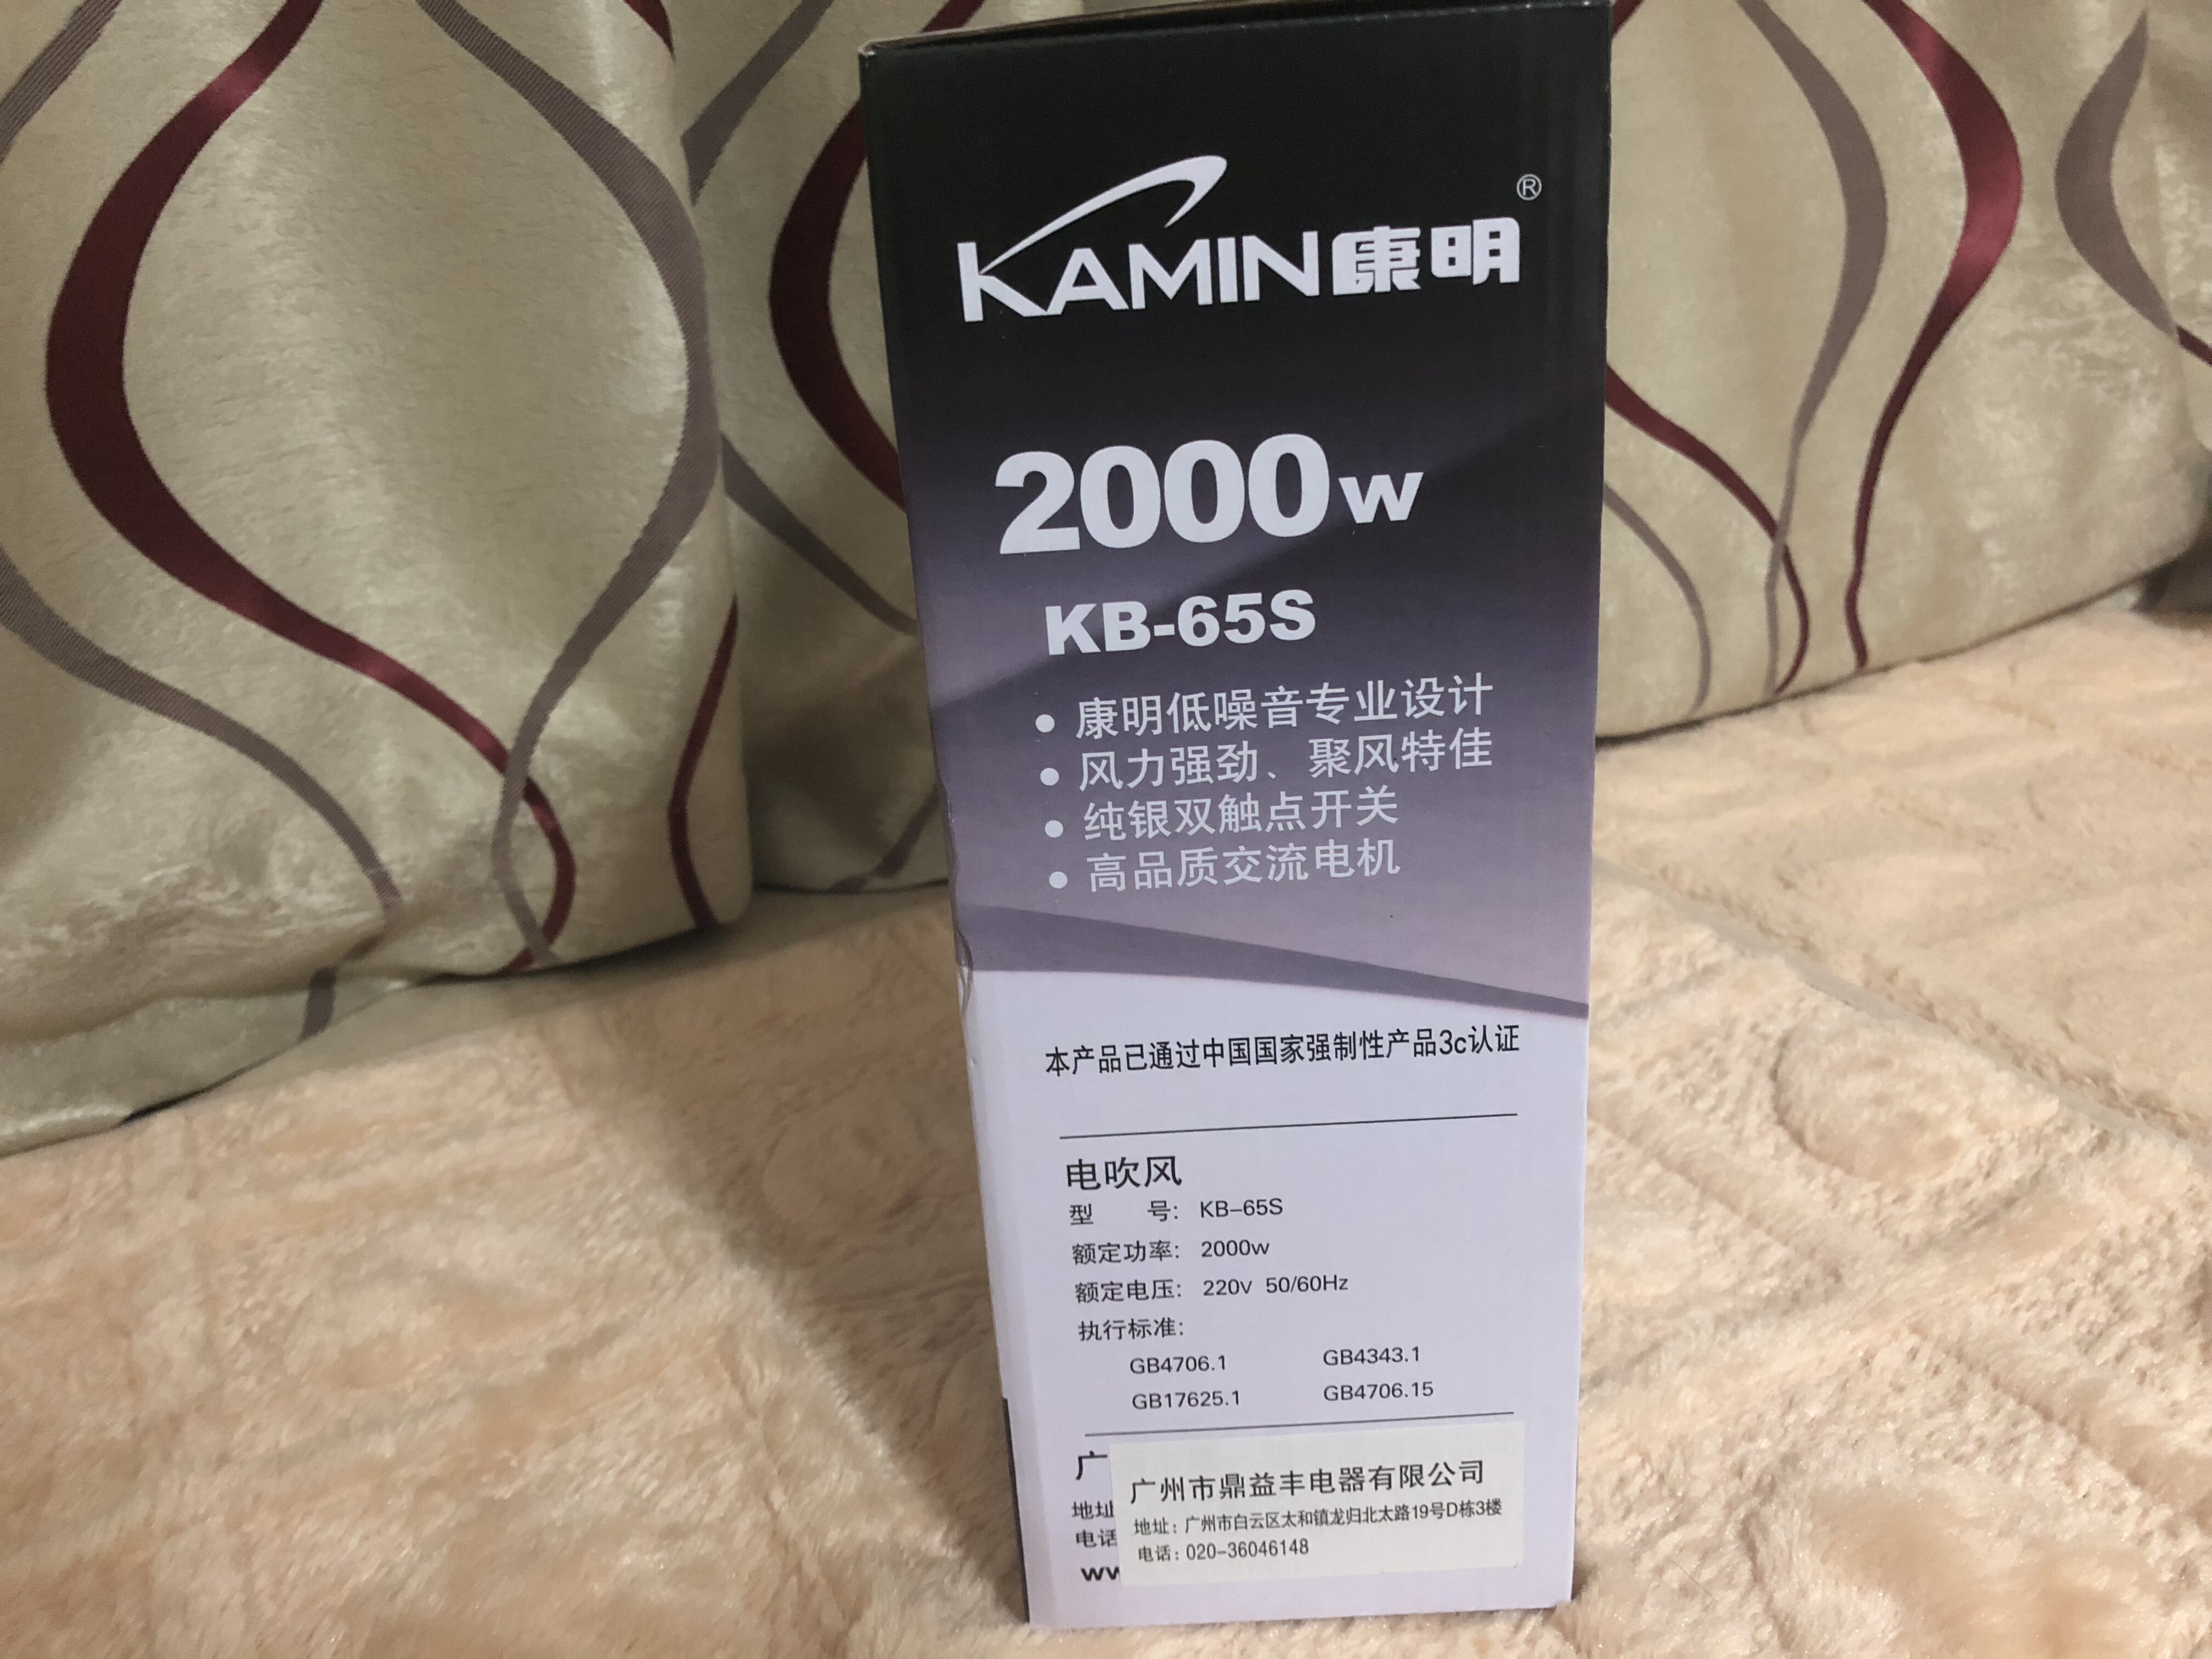 KAMIN康明®
2000w
KB-65S
• 康明低噪音专业设计
• 风力强劲、聚风特佳
• 纯银双触点开关
• 高品质交流电机
本产品已通过中国国家强制性产品3c认证
电吹风
型 号: KB-65S
额定功率: 2000w
额定电压: 220v 50/60Hz
执行标准:
GB4706.1 GB4343.1
GB17625.1 GB4706.15
广
地址
电话
ww
广州市鼎益丰电器有限公司
地址: 广州市白云区太和镇龙归北太路19号D栋3楼
电话: 020-36046148